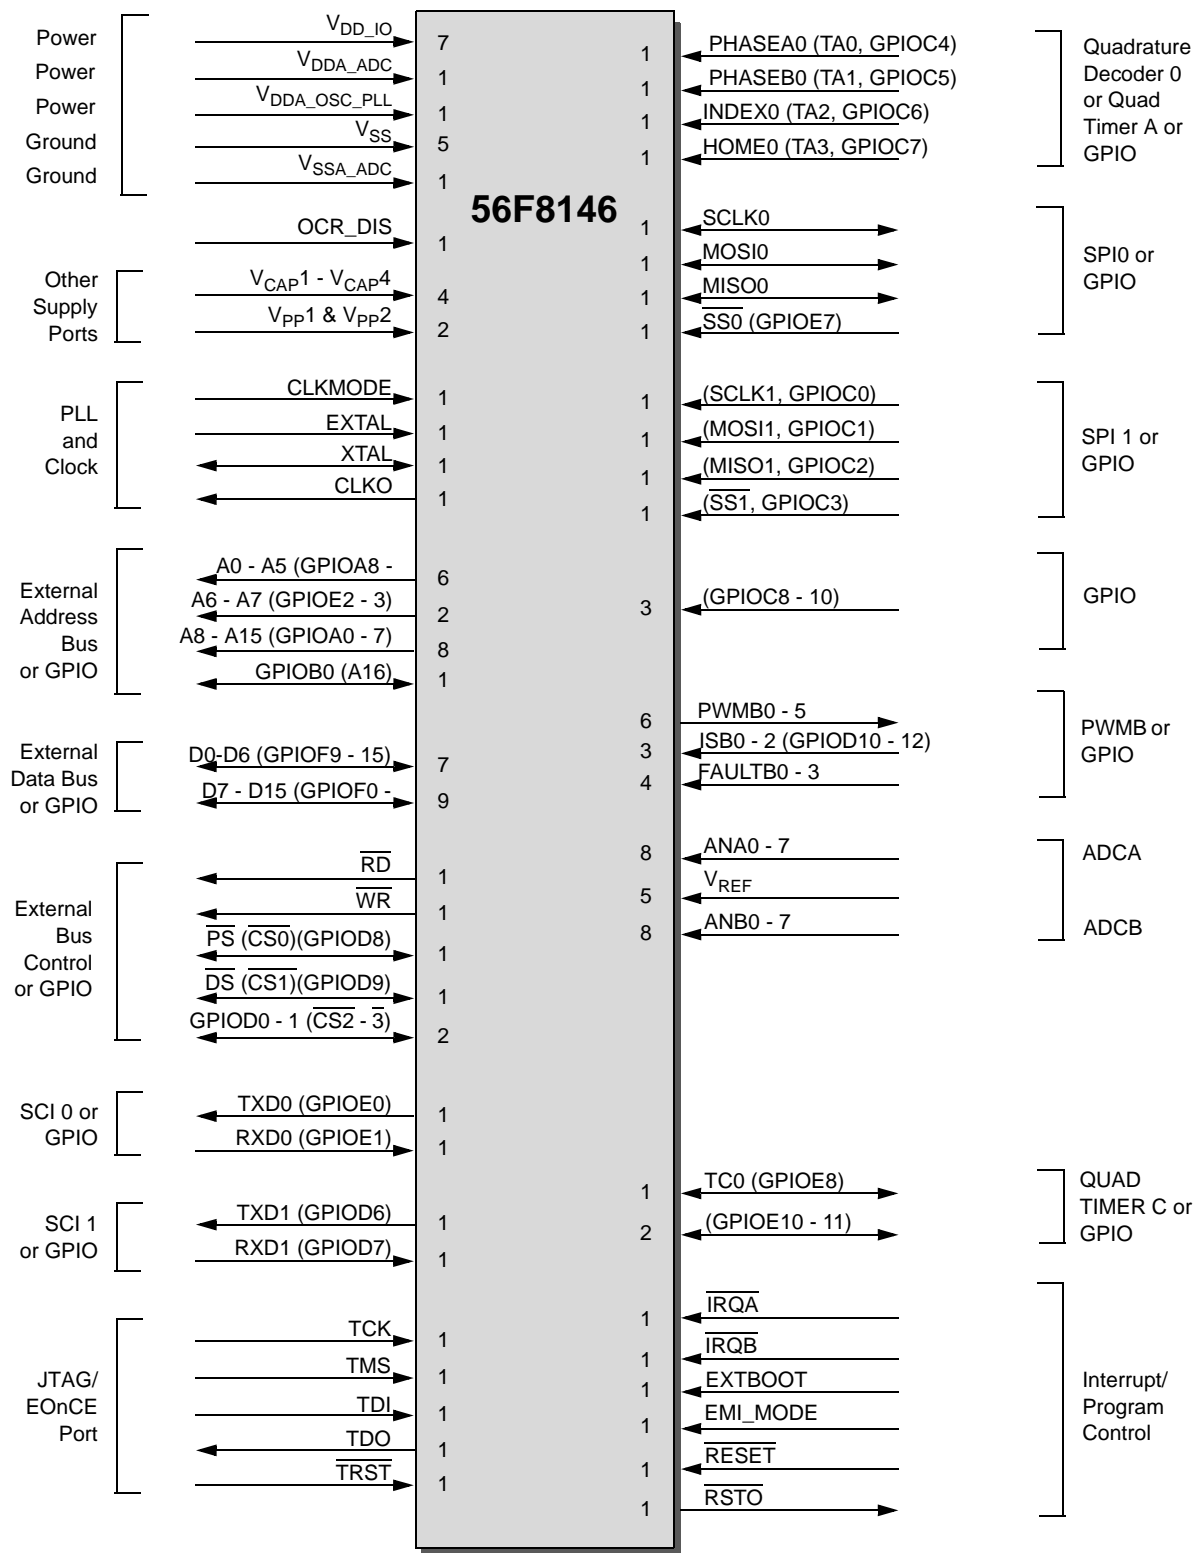 56F8146
Power
Power
Power
Ground
Ground
VDD_IO
7
VDDA_ADC
1
VDDA_OSC_PLL
1
VSS
5
VSSA_ADC
1
OCR_DIS
1
Other
Supply
Ports
VCAP1 - VCAP4
4
VPP1 & VPP2
2
PLL
and
Clock
CLKMODE
1
EXTAL
1
XTAL
1
CLKO
1
External
Address
Bus
or GPIO
A0 - A5 (GPIOA8 -
6
A6 - A7 (GPIOE2 - 3)
2
A8 - A15 (GPIOA0 - 7)
8
GPIOB0 (A16)
1
External
Data Bus
or GPIO
D0-D6 (GPIOF9 - 15)
7
D7 - D15 (GPIOF0 -
9
External
Bus
Control
or GPIO
RD
1
WR
1
PS (CS0)(GPIOD8)
1
DS (CS1)(GPIOD9)
1
GPIOD0 - 1 (CS2 - 3)
2
SCI 0 or
GPIO
TXD0 (GPIOE0)
1
RXD0 (GPIOE1)
1
SCI 1
or GPIO
TXD1 (GPIOD6)
1
RXD1 (GPIOD7)
1
JTAG/
EOnCE
Port
TCK
1
TMS
1
TDI
1
TDO
1
TRST
1
1
PHASEA0 (TA0, GPIOC4)
1
PHASEB0 (TA1, GPIOC5)
1
INDEX0 (TA2, GPIOC6)
1
HOME0 (TA3, GPIOC7)
Quadrature
Decoder 0
or Quad
Timer A or
GPIO
1
SCLK0
1
MOSI0
1
MISO0
1
SS0 (GPIOE7)
SPI0 or
GPIO
1
(SCLK1, GPIOC0)
1
(MOSI1, GPIOC1)
1
(MISO1, GPIOC2)
1
(SS1, GPIOC3)
SPI 1 or
GPIO
3
(GPIOC8 - 10)
GPIO
6
PWMB0 - 5
3
ISB0 - 2 (GPIOD10 - 12)
4
FAULTB0 - 3
PWMB or
GPIO
8
ANA0 - 7
5
VREF
8
ANB0 - 7
ADCA
ADCB
1
TC0 (GPIOE8)
2
(GPIOE10 - 11)
QUAD
TIMER C or
GPIO
1
IRQA
1
IRQB
1
EXTBOOT
1
EMI_MODE
1
RESET
1
RSTO
Interrupt/
Program
Control